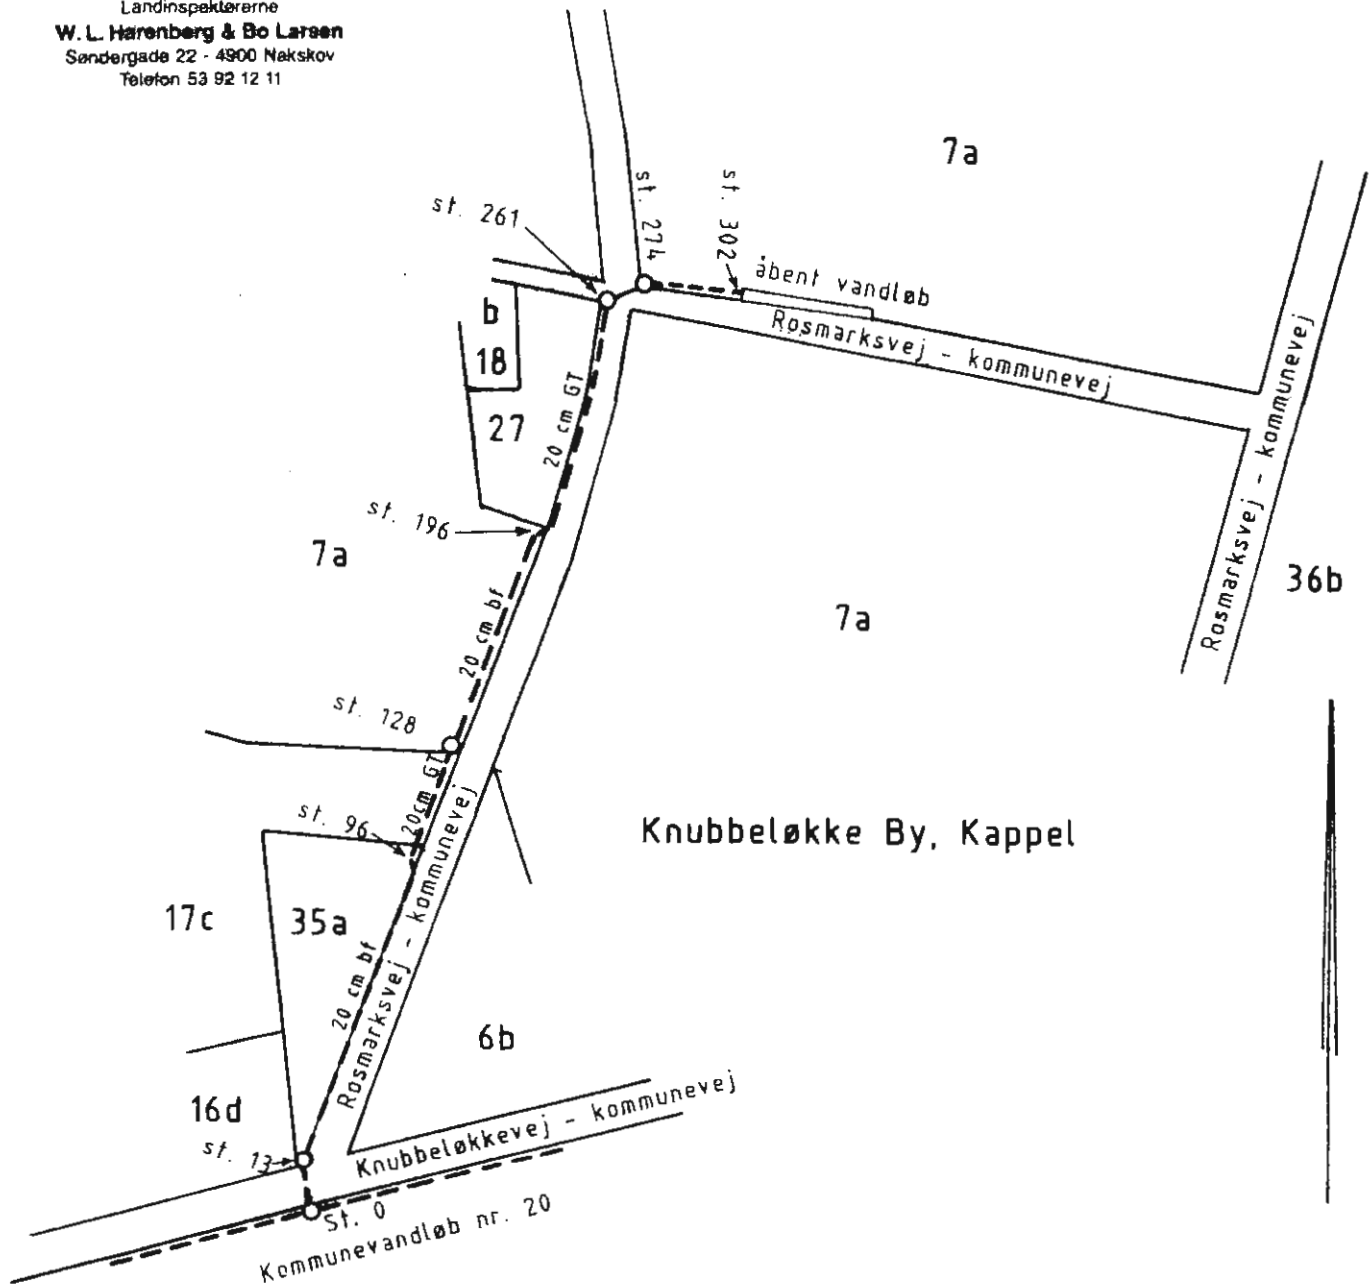 Landinspektørerne
W. L. Harenberg & Bo Larsen
Søndergade 22 - 4900 Nakskov
Telefon 53 92 12 11
7a
st. 274
st. 302
st. 261
åbent vandløb
Rosmarksvej - kommunevej
b
18
27
20 cm GT
Rosmarksvej - kommunevej
st. 196
7a
36b
7a
20 cm bf
st. 128
20cm GT
st. 96
Knubbeløkke By, Kappel
17c
35a
20 cm bf
Rosmarksvej - kommunevej
6b
16d
st. 13
Knubbeløkkevej - kommunevej
St. 0
Kommunevandløb nr. 20